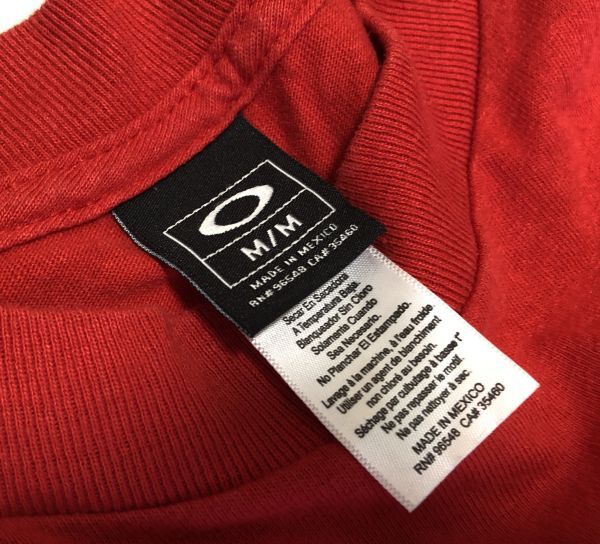 M/M
MADE IN MEXICO
RN# 96548 CA# 35460
Secar En Secadora
A Temperatura Baja.
Blanqueador Sin Cloro
Solamente Cuando
Sea Necesario.
No Planchar El Estampado.
Lavage à la machine, à l'eau froide
Utiliser un agent de blanchiment
non chloré au besoin.
Séchage par culbutage à basse T°
Ne pas repasser le motif.
Ne pas nettoyer à sec.
MADE IN MEXICO
RN# 96548 CA# 35460